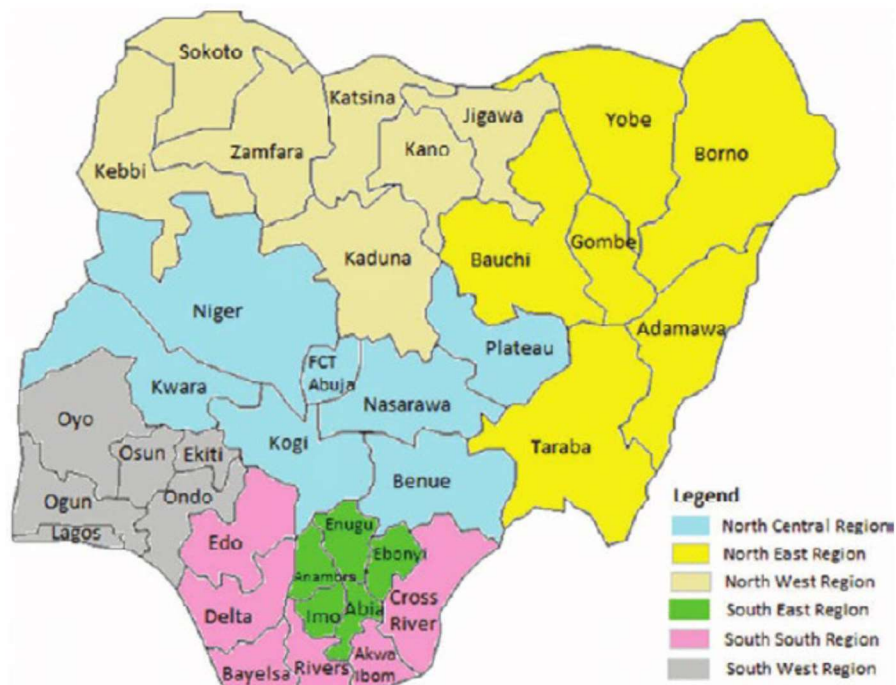 Sokoto
Katsina
Jigawa
Yobe
Zamfara
Kano
Borno
Kebbi
Kaduna
Bauchi
Gombe
Niger
Adamawa
Plateau
FCT
Abuja
Kwara
Nasarawa
Oyo
Kogi
Taraba
Osun
Ekiti
Benue
Ogun
Ondo
Lagos
Edo
Enugu
Ebonyi
Anambra
Delta
Imo
Abia
Cross
River
Bayelsa
Rivers
Akwa
Ibom
Legend
North Central Region
North East Region
North West Region
South East Region
South South Region
South West Region